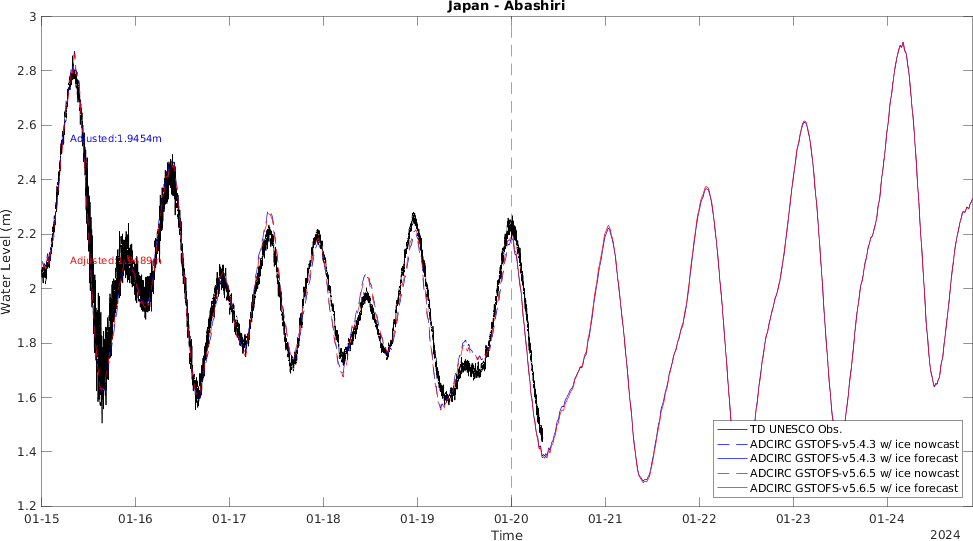 Japan - Abashiri
3
2.8
2.6
2.4
2.2
2
1.8
1.6
1.4
1.2
Water Level (m)
Adjusted:1.9454m
01-15
01-16
01-17
01-18
01-19
01-20
01-21
01-22
01-23
01-24
Time
2024
TD UNESCO Obs.
ADCIRC GSTOFS-v5.4.3 w/ ice nowcast
ADCIRC GSTOFS-v5.4.3 w/ ice forecast
ADCIRC GSTOFS-v5.6.5 w/ ice nowcast
ADCIRC GSTOFS-v5.6.5 w/ ice forecast